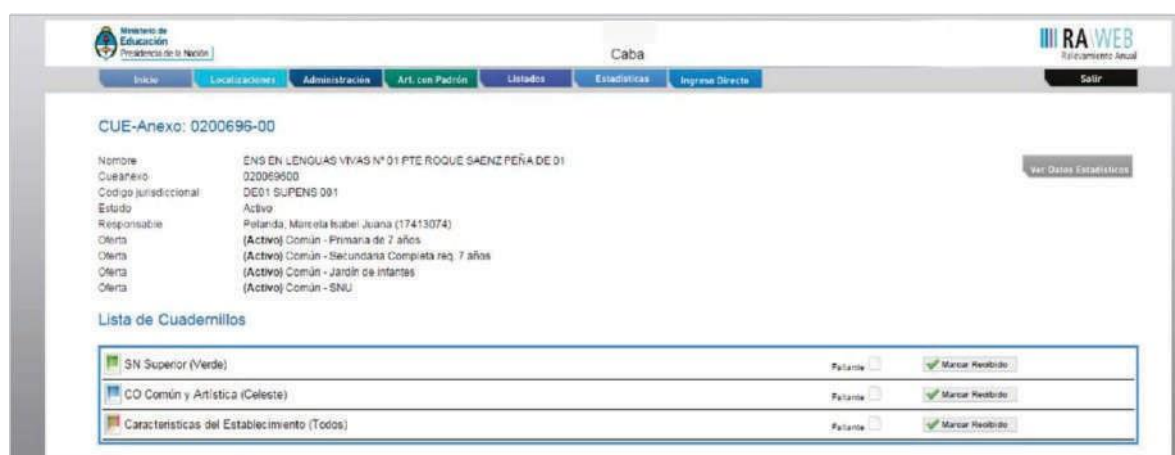 Ministerio de
Educación
Presidencia de la Nación
Caba
RA WEB
Relevamiento Anual
Inicio Localizaciones Administración Art. con Padrón Listados Estadísticas Ingreso Directo Salir
CUE-Anexo: 0200696-00
Ver Datos Estadísticos
Nombre ENS EN LENGUAS VIVAS N° 01 PTE ROQUE SAENZ PEÑA DE 01
Cueanexo 020069600
Codigo jurisdiccional DE01 SUPENS 001
Estado Activo
Responsable Pelanda, Marcela Isabel Juana (17413074)
Oferta (Activo) Común - Primaria de 7 años
Oferta (Activo) Común - Secundaria Completa req. 7 años
Oferta (Activo) Común - Jardín de infantes
Oferta (Activo) Común - SNU
Lista de Cuadernillos
SN Superior (Verde) Faltante Marcar Recibido
CO Común y Artística (Celeste) Faltante Marcar Recibido
Características del Establecimiento (Todos) Faltante Marcar Recibido